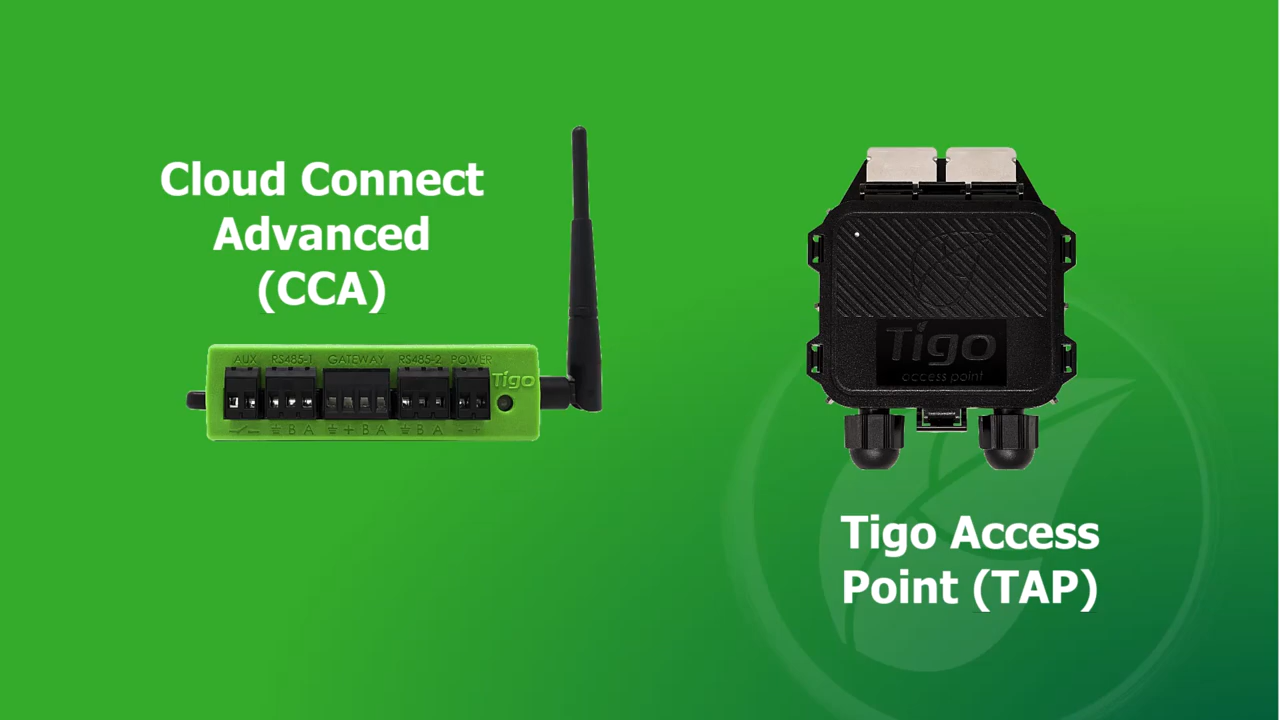 Cloud Connect
Advanced
(CCA)
AUX RS485-1 GATEWAY RS485-2 POWER
Tigo
B A + B A B A - +
Tigo
access point
Tigo Access
Point (TAP)